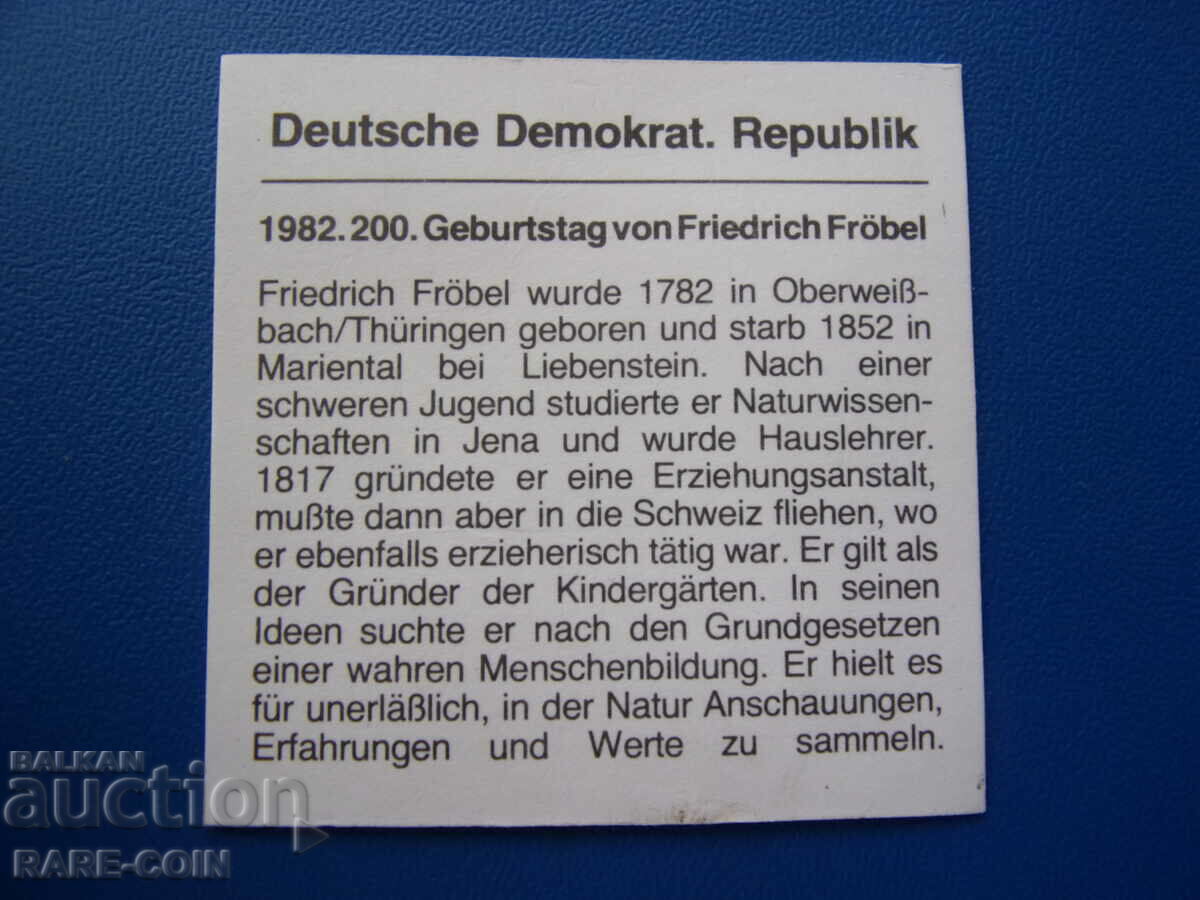 Deutsche Demokrat. Republik
1982. 200. Geburtstag von Friedrich Fröbel
Friedrich Fröbel wurde 1782 in Oberweiß-
bach/Thüringen geboren und starb 1852 in
Mariental bei Liebenstein. Nach einer
schweren Jugend studierte er Naturwissen-
schaften in Jena und wurde Hauslehrer.
1817 gründete er eine Erziehungsanstalt,
mußte dann aber in die Schweiz fliehen, wo
er ebenfalls erzieherisch tätig war. Er gilt als
der Gründer der Kindergärten. In seinen
Ideen suchte er nach den Grundgesetzen
einer wahren Menschenbildung. Er hielt es
für unerläßlich, in der Natur Anschauungen,
Erfahrungen und Werte zu sammeln.
BALKAN
auction
RARE-COIN